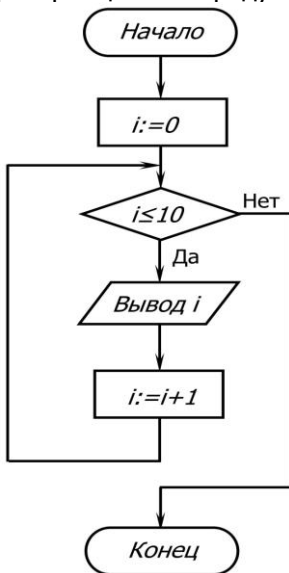 Начало
i:=0
i≤10
Нет
Да
Вывод i
i:=i+1
Конец